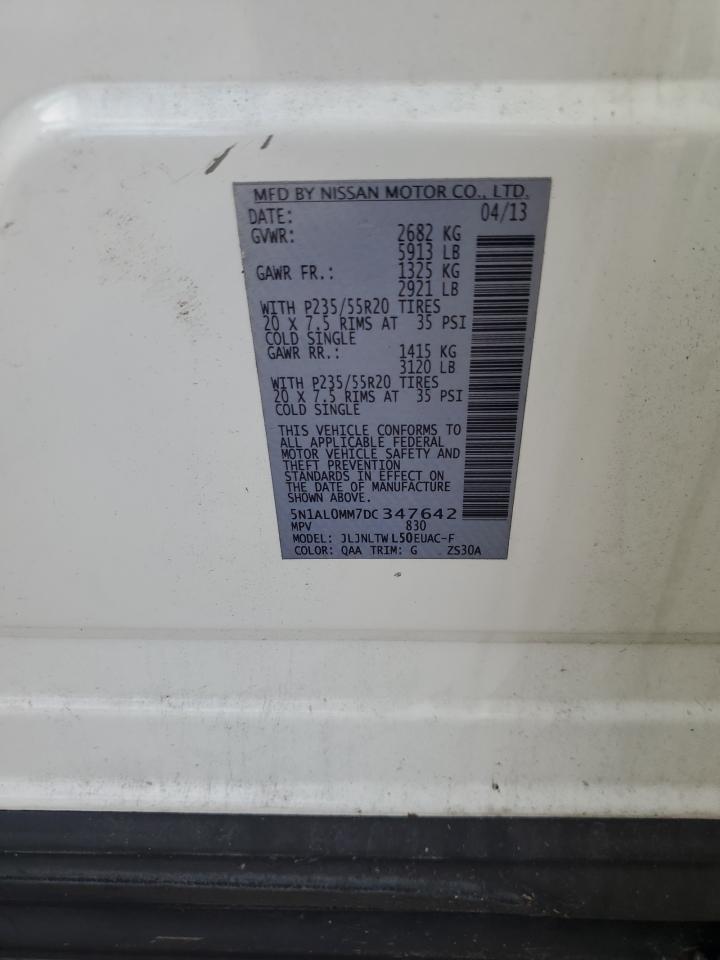 MFD BY NISSAN MOTOR CO., LTD.
DATE: 04/13
GVWR: 2682 KG
5913 LB
GAWR FR.: 1325 KG
2921 LB
WITH P235/55R20 TIRES
20 X 7.5 RIMS AT 35 PSI
COLD SINGLE
GAWR RR.: 1415 KG
3120 LB
WITH P235/55R20 TIRES
20 X 7.5 RIMS AT 35 PSI
COLD SINGLE
THIS VEHICLE CONFORMS TO
ALL APPLICABLE FEDERAL
MOTOR VEHICLE SAFETY AND
THEFT PREVENTION
STANDARDS IN EFFECT ON
THE DATE OF MANUFACTURE
SHOWN ABOVE.
5N1AL0MM7DC347642
MPV 830
MODEL: JLJNLTWL50EUAC-F
COLOR: QAA TRIM: G ZS30A